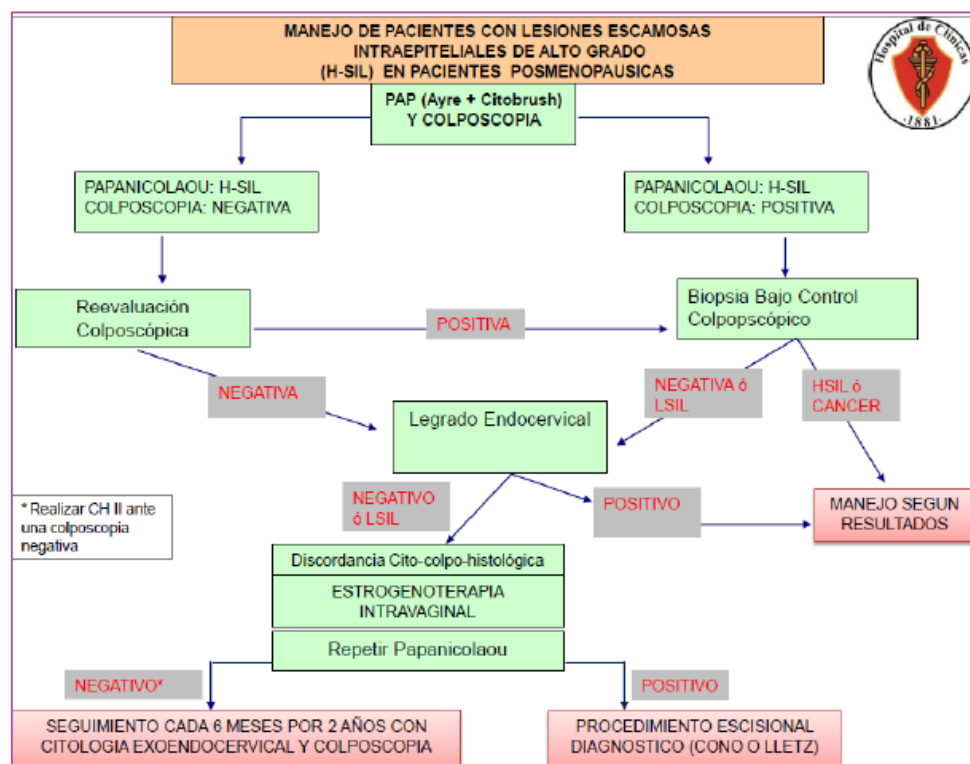 MANEJO DE PACIENTES CON LESIONES ESCAMOSAS
INTRAEPITELIALES DE ALTO GRADO
(H-SIL) EN PACIENTES POSMENOPAUSICAS
Hospital de Clínicas
·1881·
PAP (Ayre + Citobrush)
Y COLPOSCOPIA
PAPANICOLAOU: H-SIL
COLPOSCOPIA: NEGATIVA
PAPANICOLAOU: H-SIL
COLPOSCOPIA: POSITIVA
Reevaluación
Colposcópica
POSITIVA
Biopsia Bajo Control
Colpopscópico
NEGATIVA
NEGATIVA ó
LSIL
HSIL ó
CANCER
Legrado Endocervical
* Realizar CH II ante
una colposcopia
negativa
NEGATIVO
ó LSIL
POSITIVO
MANEJO SEGUN
RESULTADOS
Discordancia Cito-colpo-histológica
ESTROGENOTERAPIA
INTRAVAGINAL
Repetir Papanicolaou
NEGATIVO*
POSITIVO
SEGUIMIENTO CADA 6 MESES POR 2 AÑOS CON
CITOLOGIA EXOENDOCERVICAL Y COLPOSCOPIA
PROCEDIMIENTO ESCISIONAL
DIAGNOSTICO (CONO O LLETZ)